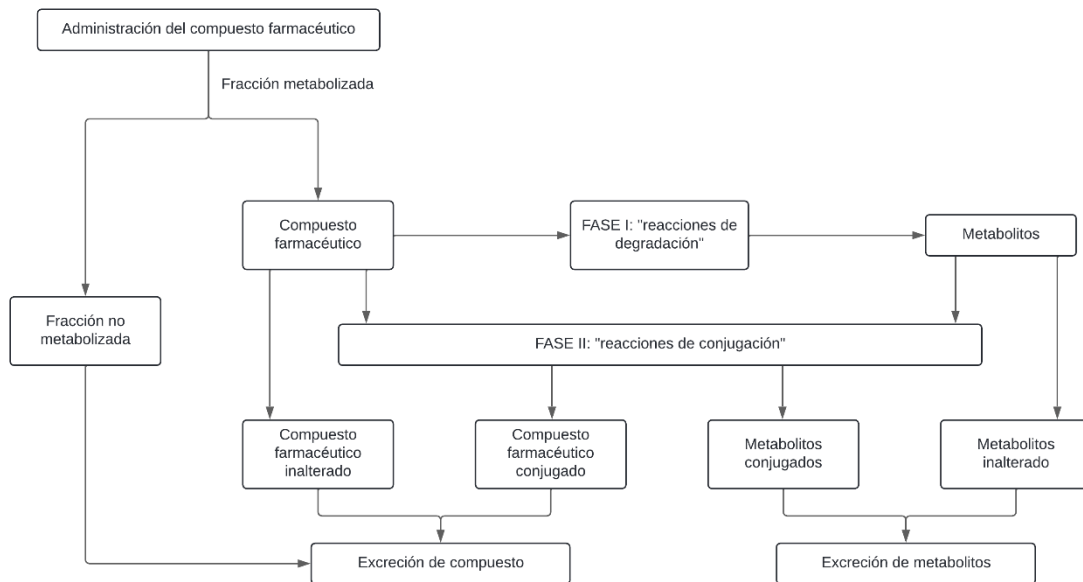 Administración del compuesto farmacéutico
Fracción metabolizada
Compuesto
farmacéutico
FASE I: "reacciones de
degradación"
Metabolitos
Fracción no
metabolizada
FASE II: "reacciones de conjugación"
Compuesto
farmacéutico
inalterado
Compuesto
farmacéutico
conjugado
Metabolitos
conjugados
Metabolitos
inalterado
Excreción de compuesto
Excreción de metabolitos